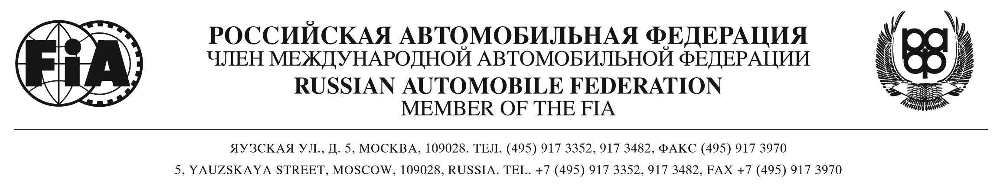 FiA
РОССИЙСКАЯ АВТОМОБИЛЬНАЯ ФЕДЕРАЦИЯ
ЧЛЕН МЕЖДУНАРОДНОЙ АВТОМОБИЛЬНОЙ ФЕДЕРАЦИИ
RUSSIAN AUTOMOBILE FEDERATION
MEMBER OF THE FIA
раф
ЯУЗСКАЯ УЛ., Д. 5, МОСКВА, 109028. ТЕЛ. (495) 917 3352, 917 3482, ФАКС (495) 917 3970
5, YAUZSKAYA STREET, MOSCOW, 109028, RUSSIA. TEL. +7 (495) 917 3352, 917 3482, FAX +7 (495) 917 3970